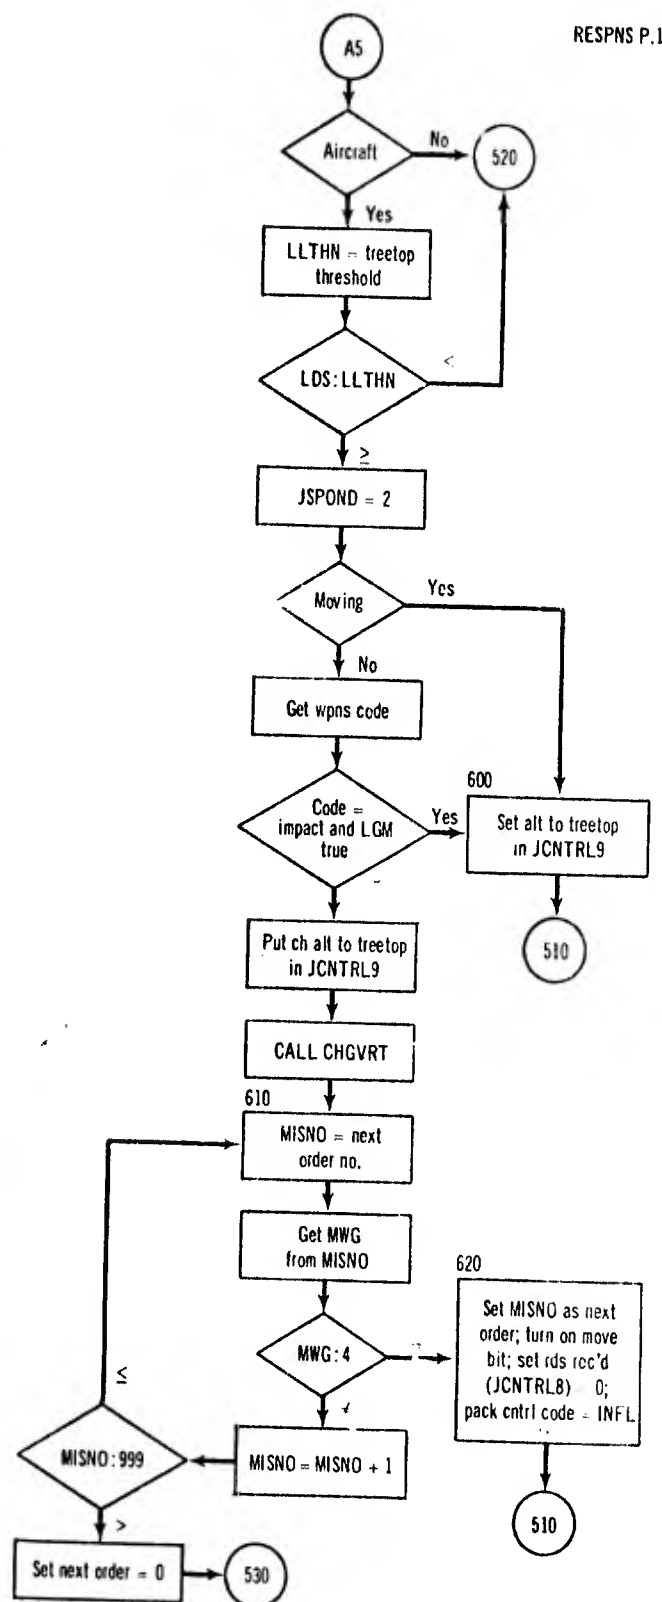 RESPNS P.1
A5
Aircraft
No
520
Yes
LLTHN = treetop
threshold
LDS:LLTHN
<
≥
JSPOND = 2
Moving
Yes
No
Get wpns code
600
Code =
impact and LGM
true
Yes
Set alt to treetop
in JCNTRL9
510
Put ch alt to treetop
in JCNTRL9
CALL CHGVRT
610
MISNO = next
order no.
Get MWG
from MISNO
620
Set MISNO as next
order; turn on move
bit; set rds rec'd
(JCNTRL8) 0;
pack cntrl code = INFL
MWG:4
≤
MISNO:999
MISNO = MISNO + 1
510
>
Set next order = 0
530